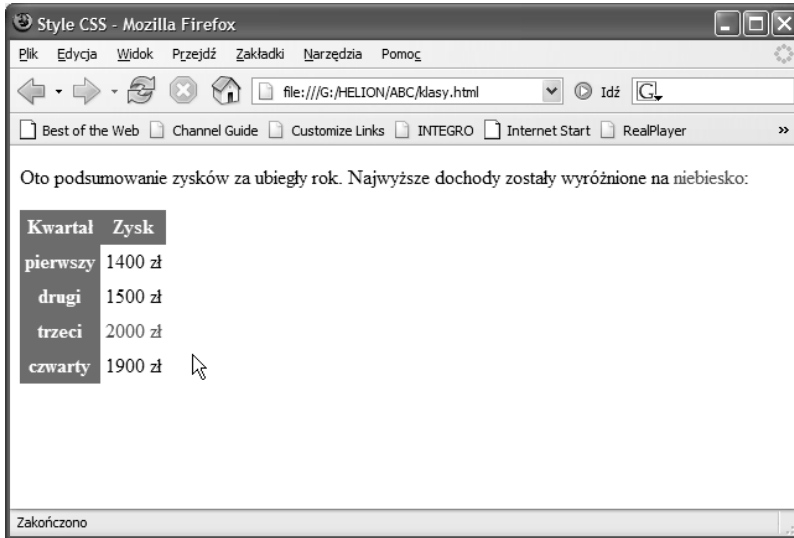 Style CSS - Mozilla Firefox
Plik Edycja Widok Przejdź Zakładki Narzędzia Pomoc
file:///G:/HELION/ABC/klasy.html Idź G
Best of the Web Channel Guide Customize Links INTEGRO Internet Start RealPlayer »
Oto podsumowanie zysków za ubiegły rok. Najwyższe dochody zostały wyróżnione na niebiesko:
Kwartał Zysk
pierwszy 1400 zł
drugi 1500 zł
trzeci 2000 zł
czwarty 1900 zł
Zakończono